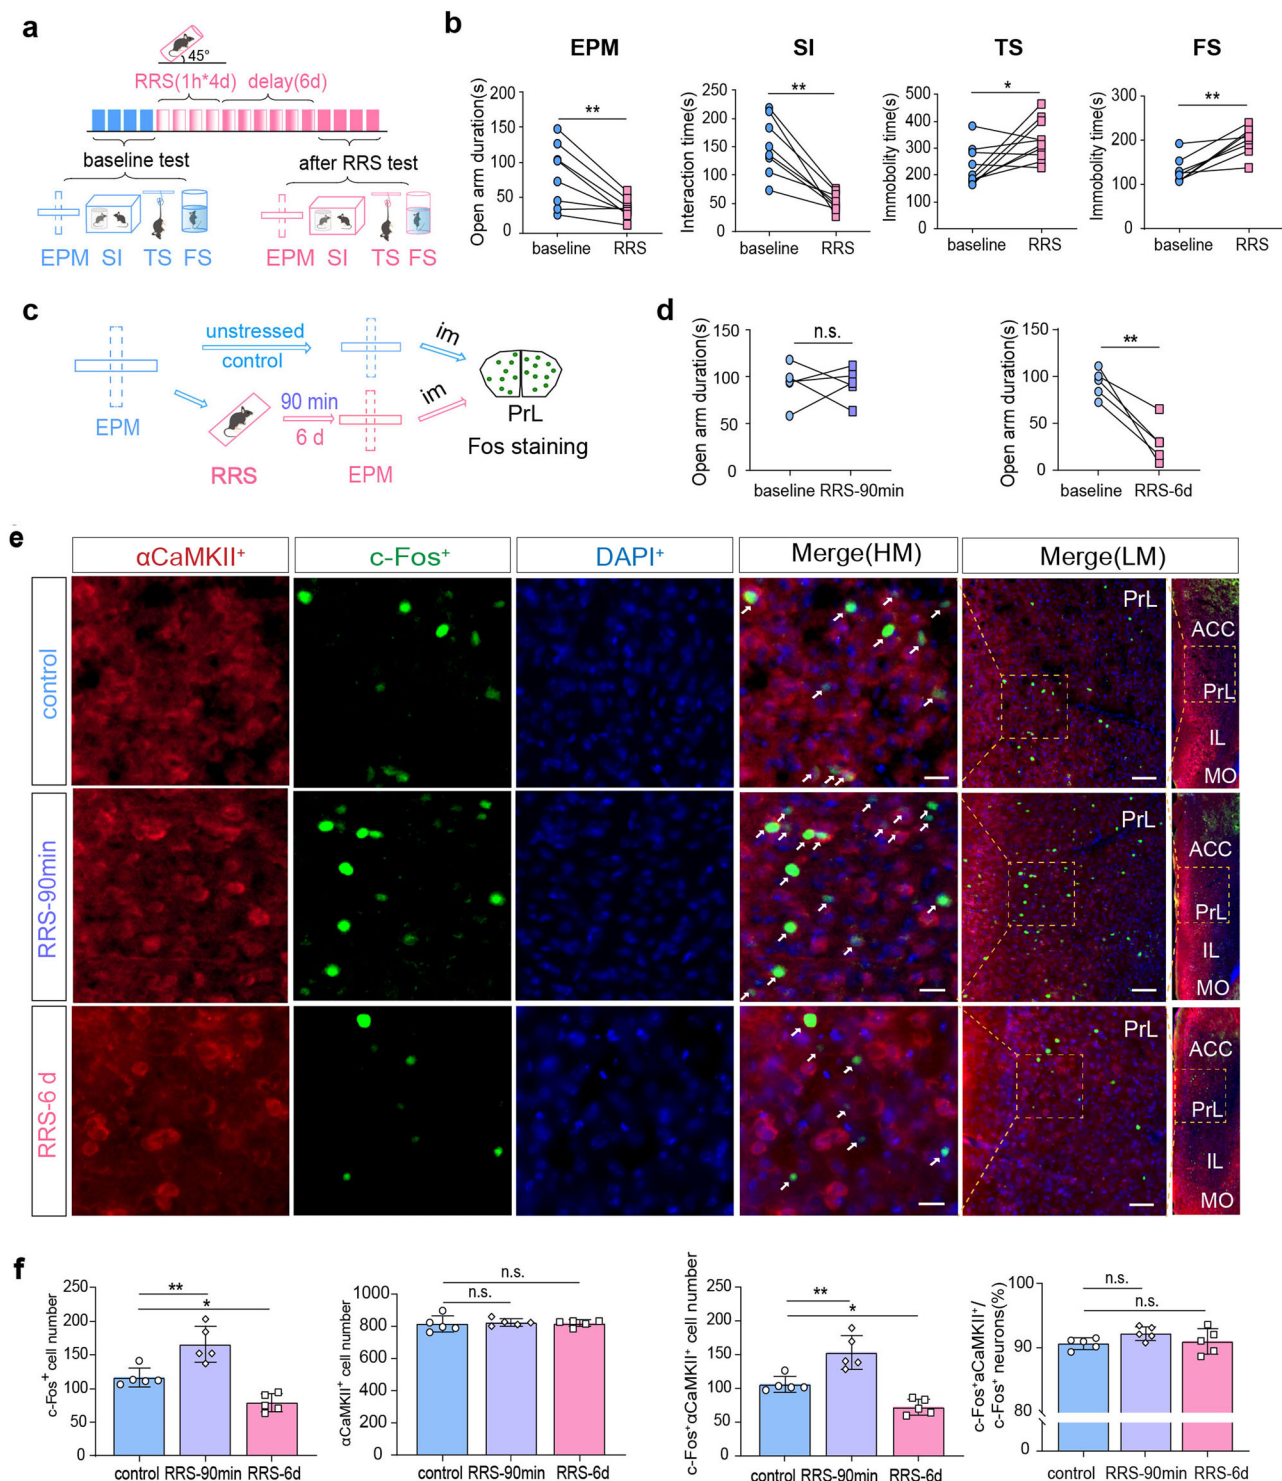 a
45°
RRS(1h*4d) delay(6d)
baseline test
after RRS test
EPM SI TS FS
EPM SI TS FS
b
EPM
SI
TS
FS
Open arm duration(s)
200
150
100
50
0
**
baseline RRS
Interaction time(s)
250
200
150
100
50
0
**
baseline RRS
Immobolity time(s)
500
400
300
200
100
0
*
baseline RRS
Immobolity time(s)
300
200
100
0
**
baseline RRS
c
EPM
unstressed
control
90 min
6 d
RRS
EPM
im
im
PrL
Fos staining
d
Open arm duration(s)
150
100
50
0
n.s.
baseline RRS-90min
Open arm duration(s)
150
100
50
0
**
baseline RRS-6d
e
αCaMKII⁺
c-Fos⁺
DAPI⁺
Merge(HM)
Merge(LM)
control
PrL
ACC
PrL
IL
MO
RRS-90min
PrL
ACC
PrL
IL
MO
RRS-6 d
PrL
ACC
PrL
IL
MO
f
c-Fos⁺ cell number
250
200
150
100
50
0
**
*
control RRS-90min RRS-6d
αCaMKII⁺ cell number
1000
800
600
400
200
0
n.s.
n.s.
control RRS-90min RRS-6d
c-Fos⁺αCaMKII⁺ cell number
250
200
150
100
50
0
**
*
control RRS-90min RRS-6d
c-Fos⁺αCaMKII⁺/
c-Fos⁺ neurons(%)
100
90
80
0
n.s.
n.s.
control RRS-90min RRS-6d